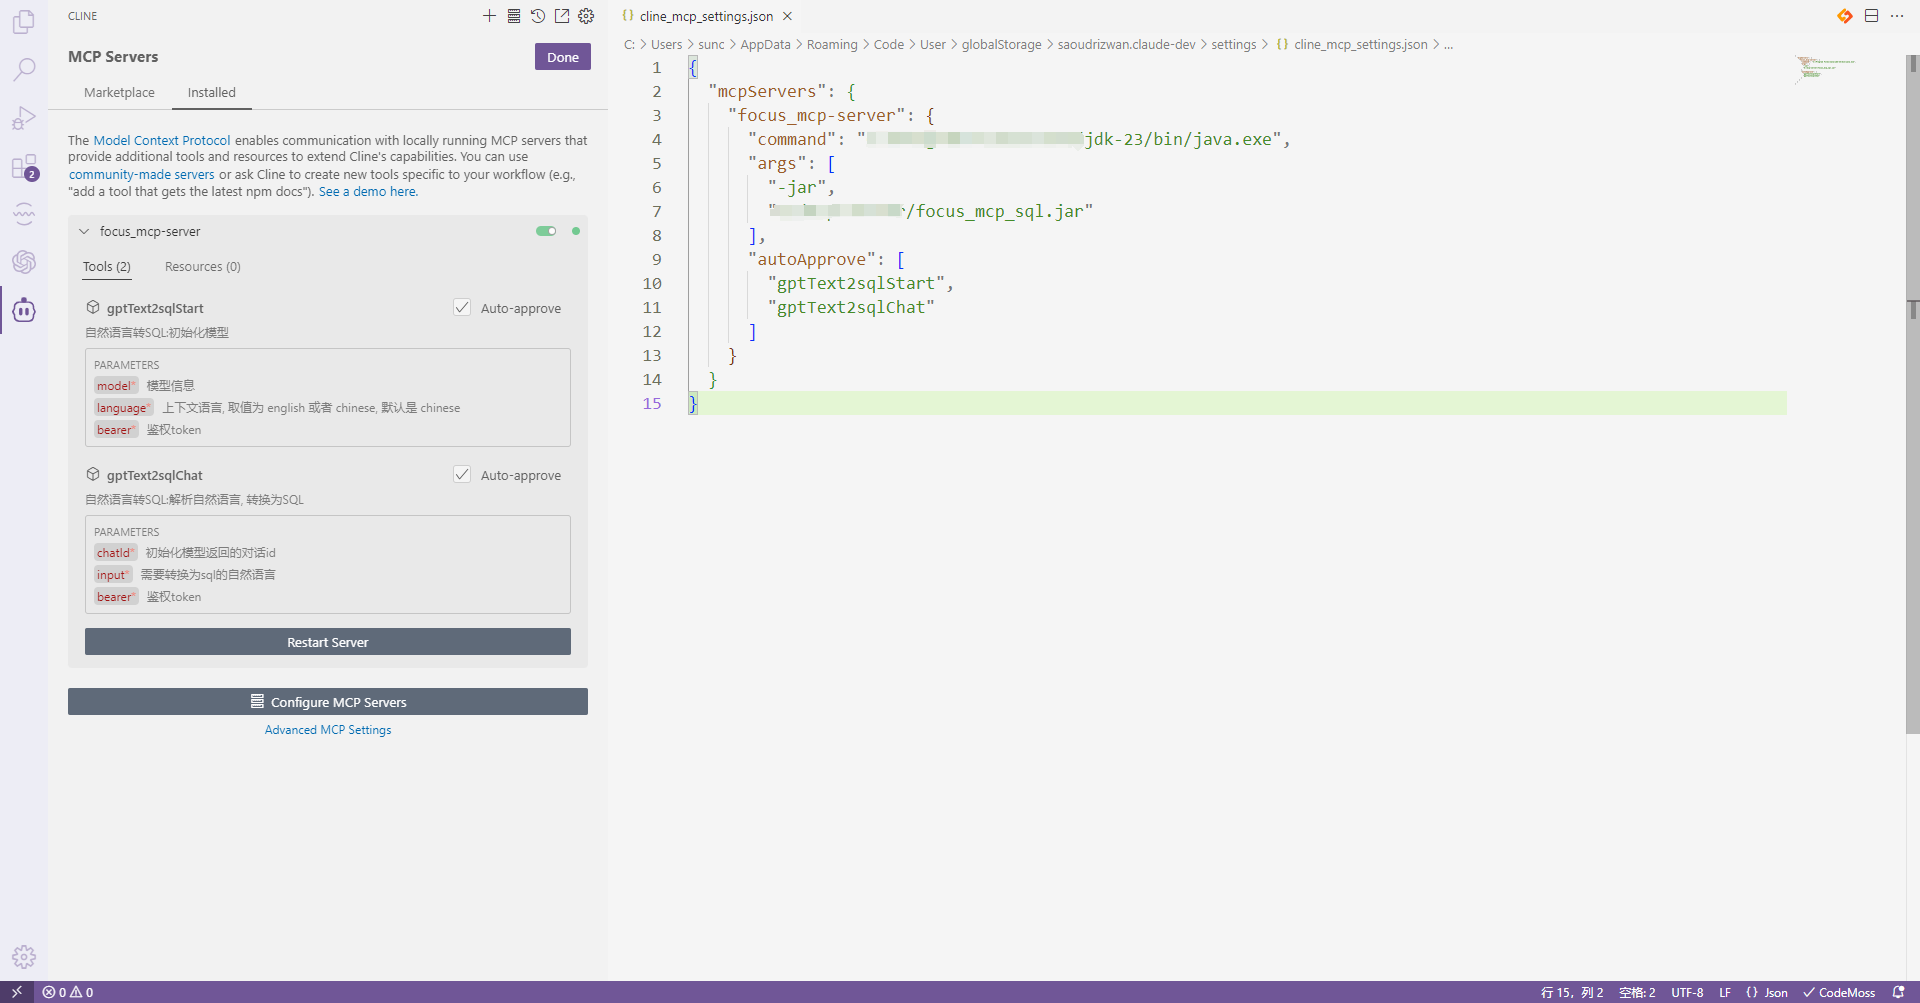 CLINE
MCP Servers
Done
Marketplace
Installed
The Model Context Protocol enables communication with locally running MCP servers that
provide additional tools and resources to extend Cline's capabilities. You can use
community-made servers or ask Cline to create new tools specific to your workflow (e.g.,
"add a tool that gets the latest npm docs"). See a demo here.
focus_mcp-server
Tools (2)
Resources (0)
gptText2sqlStart
Auto-approve
自然语言转SQL:初始化模型
PARAMETERS
model* 模型信息
language* 上下文语言, 取值为 english 或者 chinese, 默认是 chinese
bearer* 鉴权token
gptText2sqlChat
Auto-approve
自然语言转SQL:解析自然语言, 转换为SQL
PARAMETERS
chatId* 初始化模型返回的对话id
input* 需要转换为sql的自然语言
bearer* 鉴权token
Restart Server
Configure MCP Servers
Advanced MCP Settings
2
{} cline_mcp_settings.json ×
C: > Users > sunc > AppData > Roaming > Code > User > globalStorage > saoudrizwan.claude-dev > settings > {} cline_mcp_settings.json > ...
1 {
2 "mcpServers": {
3 "focus_mcp-server": {
4 "command": "jdk-23/bin/java.exe",
5 "args": [
6 "-jar",
7 "/focus_mcp_sql.jar"
8 ],
9 "autoApprove": [
10 "gptText2sqlStart",
11 "gptText2sqlChat"
12 ]
13 }
14 }
15 }
0 0
行 15, 列 2
空格: 2
UTF-8
LF
{} Json
CodeMoss